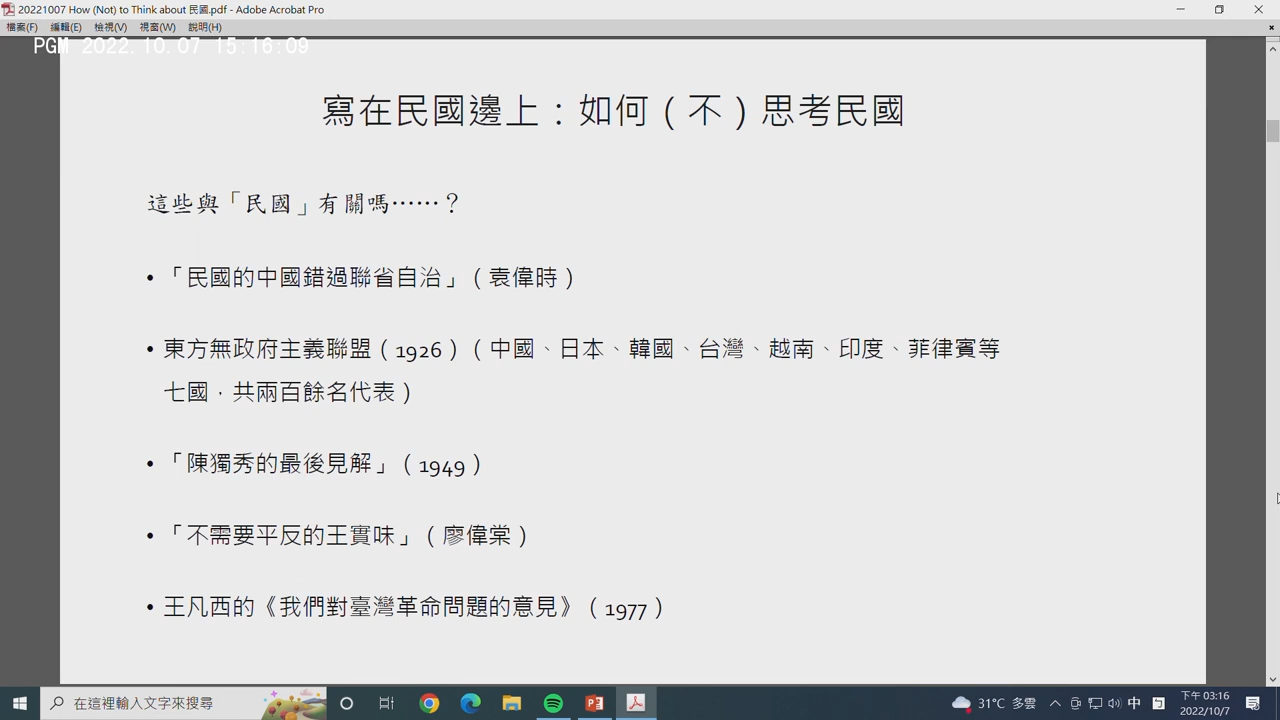 20221007 How (Not) to Think about 民國.pdf - Adobe Acrobat Pro
檔案(F) 編輯(E) 檢視(V) 視窗(W) 說明(H)
PGM 2022.10.07 15:16:09
寫在民國邊上：如何（不）思考民國
這些與「民國」有關嗎……？
• 「民國的中國錯過聯省自治」（袁偉時）
• 東方無政府主義聯盟（1926）（中國、日本、韓國、台灣、越南、印度、菲律賓等
七國，共兩百餘名代表）
• 「陳獨秀的最後見解」（1949）
• 「不需要平反的王實味」（廖偉棠）
• 王凡西的《我們對臺灣革命問題的意見》（1977）
在這裡輸入文字來搜尋
31°C 多雲
中
下午 03:16
2022/10/7